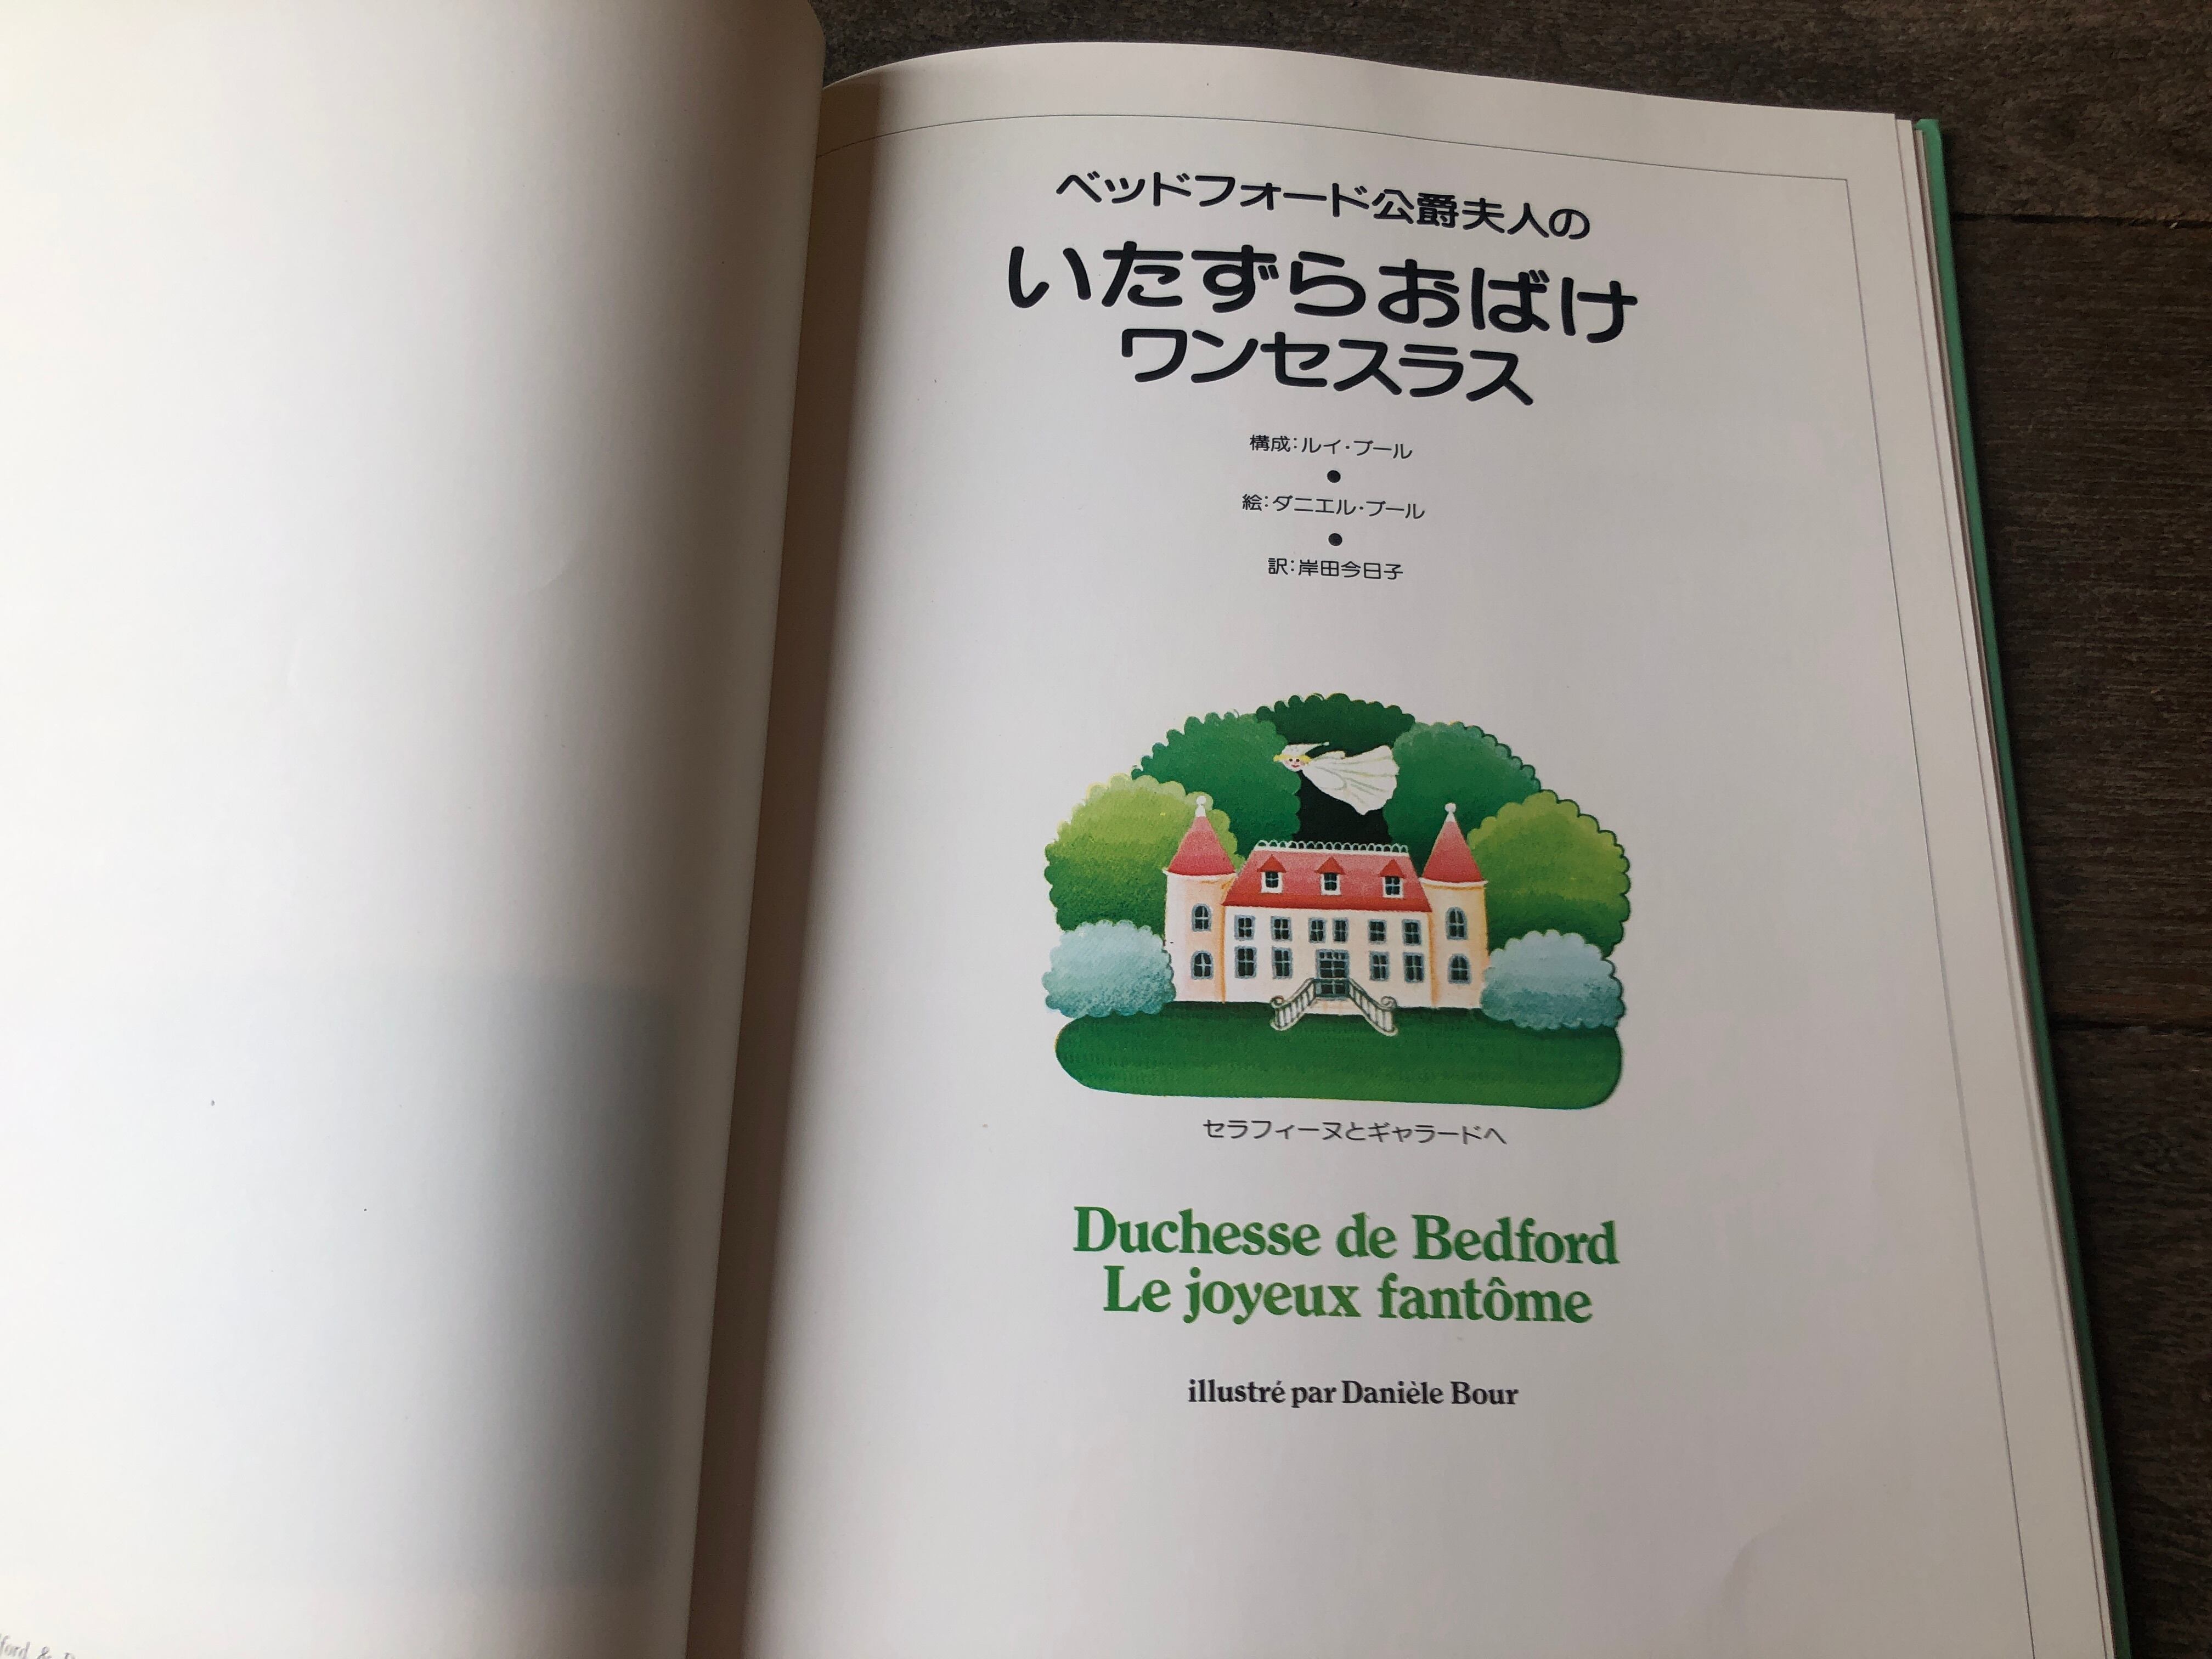 ベッドフォード公爵夫人の
いたずらおばけ
ワンセスラス
構成:ルイ・ブール
●
絵:ダニエル・ブール
●
訳:岸田今日子
セラフィーヌとギャラードへ
Duchesse de Bedford
Le joyeux fantôme
illustré par Danièle Bour
ford &